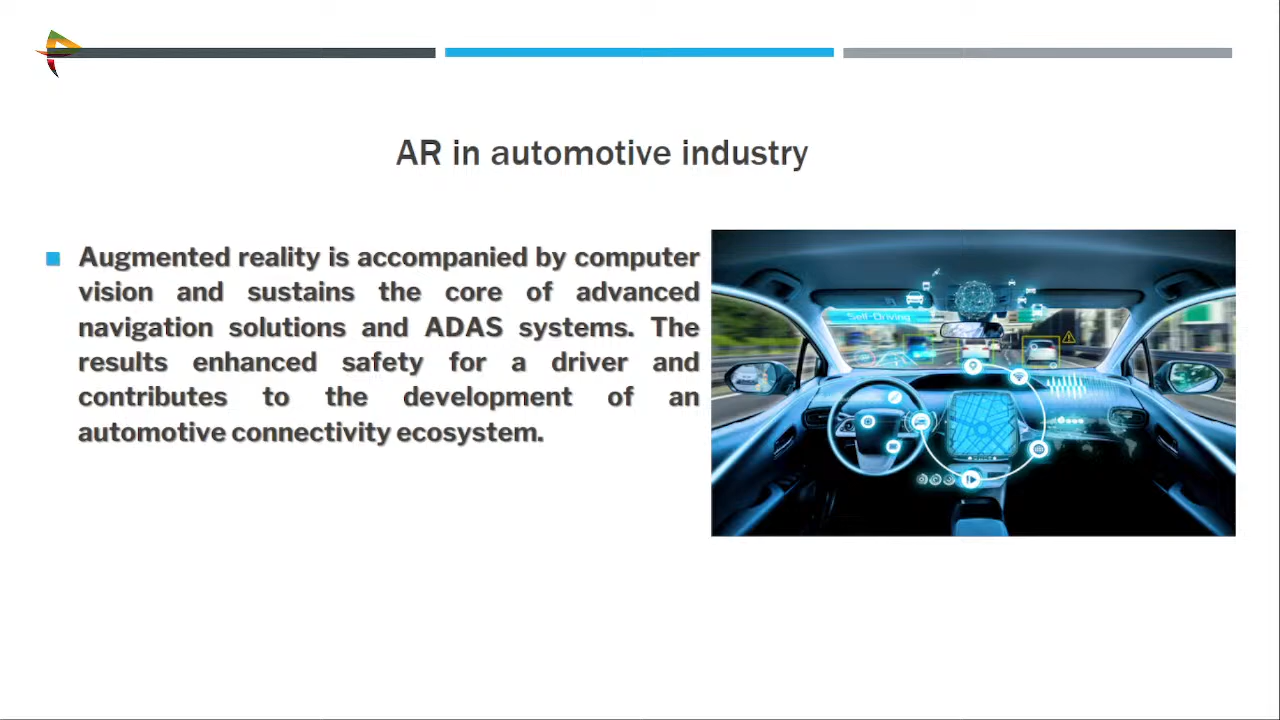 AR in automotive industry
Augmented reality is accompanied by computer
vision and sustains the core of advanced
navigation solutions and ADAS systems. The
results enhanced safety for a driver and
contributes to the development of an
automotive connectivity ecosystem.
Self-Driving